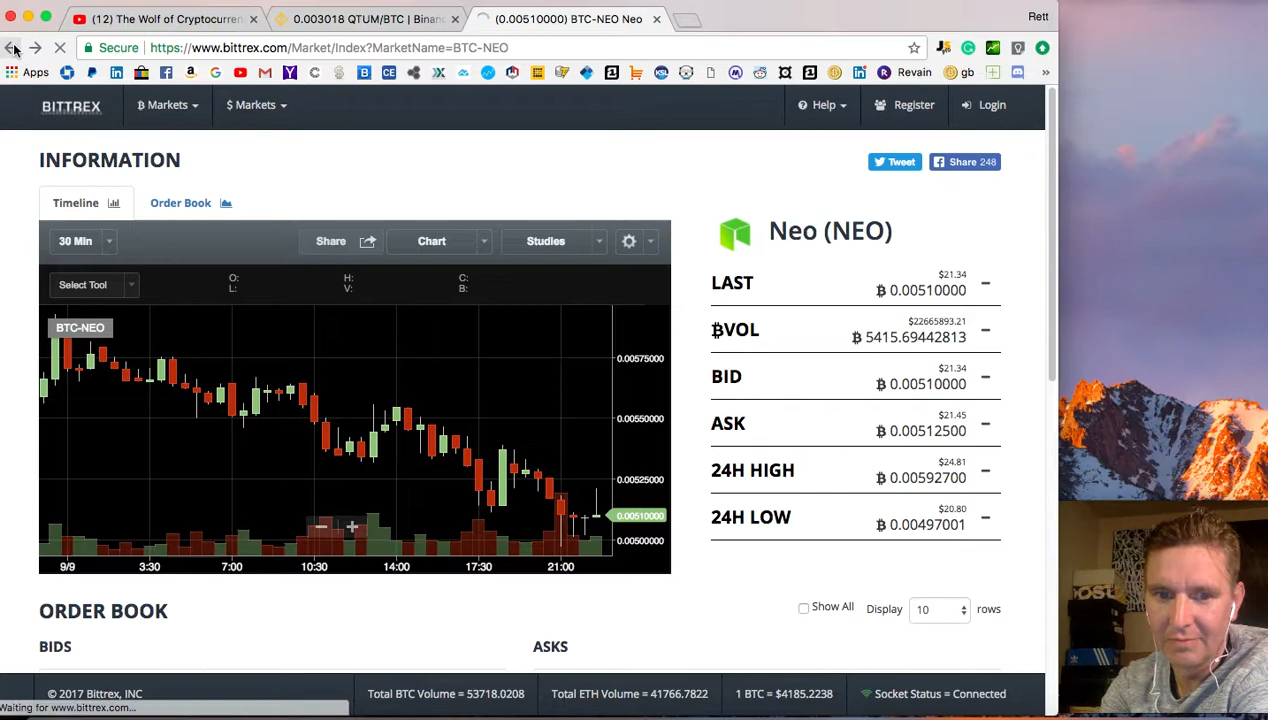 (12) The Wolf of Cryptocurren
0.003018 QTUM/BTC | Binanc
(0.00510000) BTC-NEO Neo
Rett
Secure
https://www.bittrex.com/Market/Index?MarketName=BTC-NEO
Apps
Revain
gb
BITTREX
Ƀ Markets
$ Markets
Help
Register
Login
INFORMATION
Tweet
Share 248
Timeline
Order Book
30 Min
Share
Chart
Studies
Select Tool
O:
H:
C:
L:
V:
B:
BTC-NEO
0.00575000
0.00550000
0.00525000
0.00510000
0.00500000
9/9
3:30
7:00
10:30
14:00
17:30
21:00
Neo (NEO)
$21.34
LAST
Ƀ 0.00510000
$22665893.21
ɃVOL
Ƀ 5415.69442813
$21.34
BID
Ƀ 0.00510000
$21.45
ASK
Ƀ 0.00512500
$24.81
24H HIGH
Ƀ 0.00592700
$20.80
24H LOW
Ƀ 0.00497001
ORDER BOOK
Show All
Display
10
rows
BIDS
ASKS
© 2017 Bittrex, INC
Total BTC Volume = 53718.0208
Total ETH Volume = 41766.7822
1 BTC = $4185.2238
Socket Status = Connected
Waiting for www.bittrex.com...